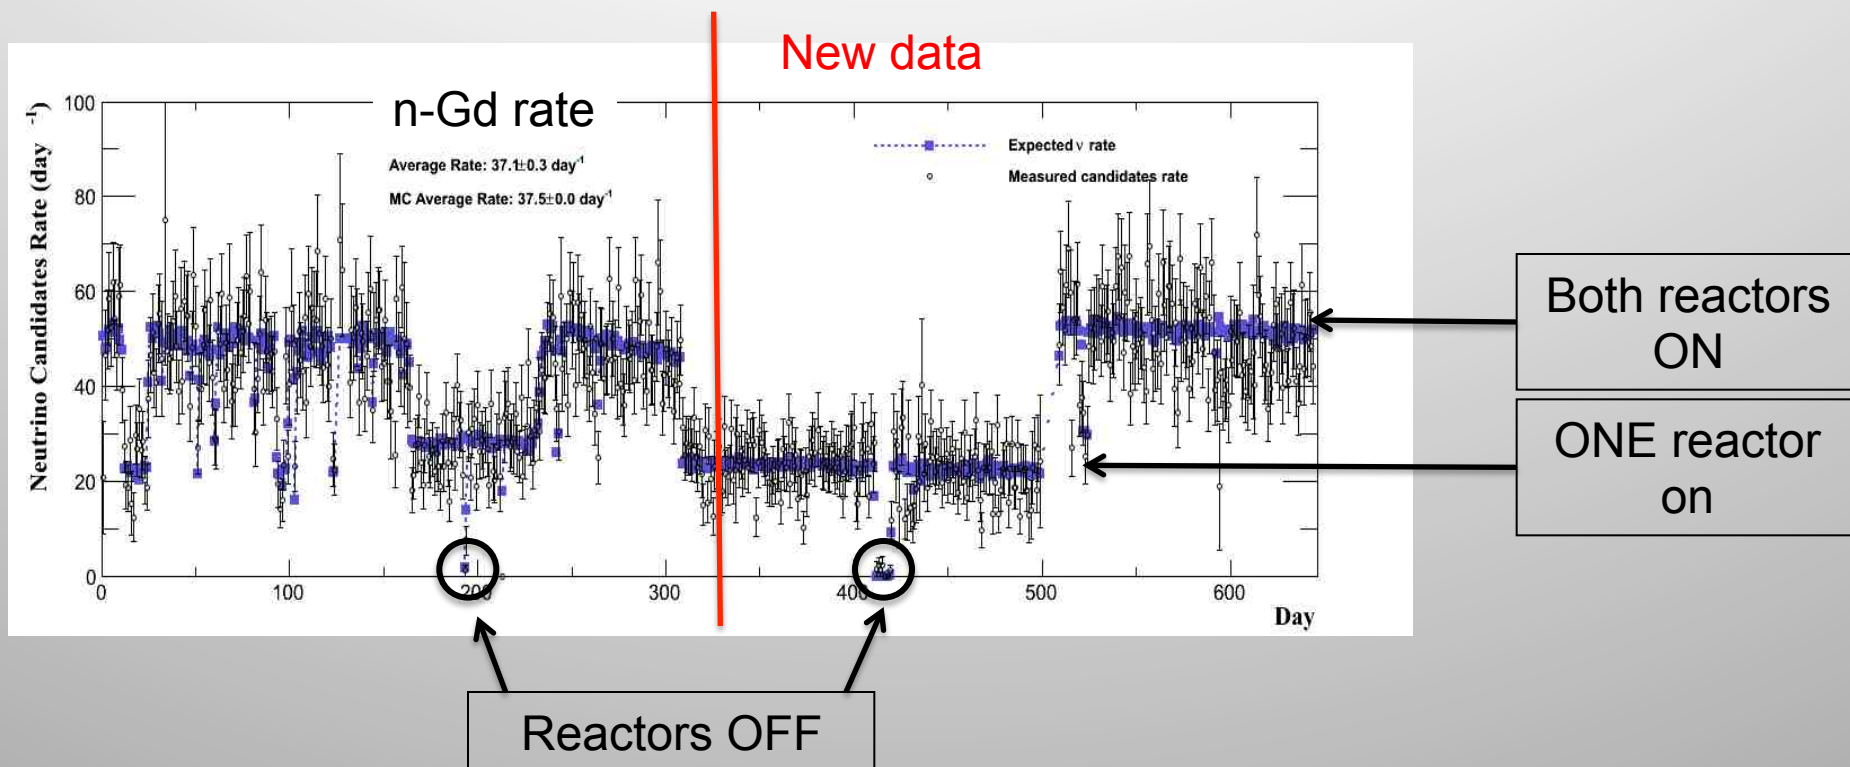 New data
n-Gd rate
Average Rate: 37.1±0.3 day⁻¹
MC Average Rate: 37.5±0.0 day⁻¹
Expected ν rate
Measured candidates rate
Neutrino Candidates Rate (day ⁻¹)
100
80
60
40
20
0
0 100 200 300 400 500 600
Day
Both reactors
ON
ONE reactor
on
Reactors OFF